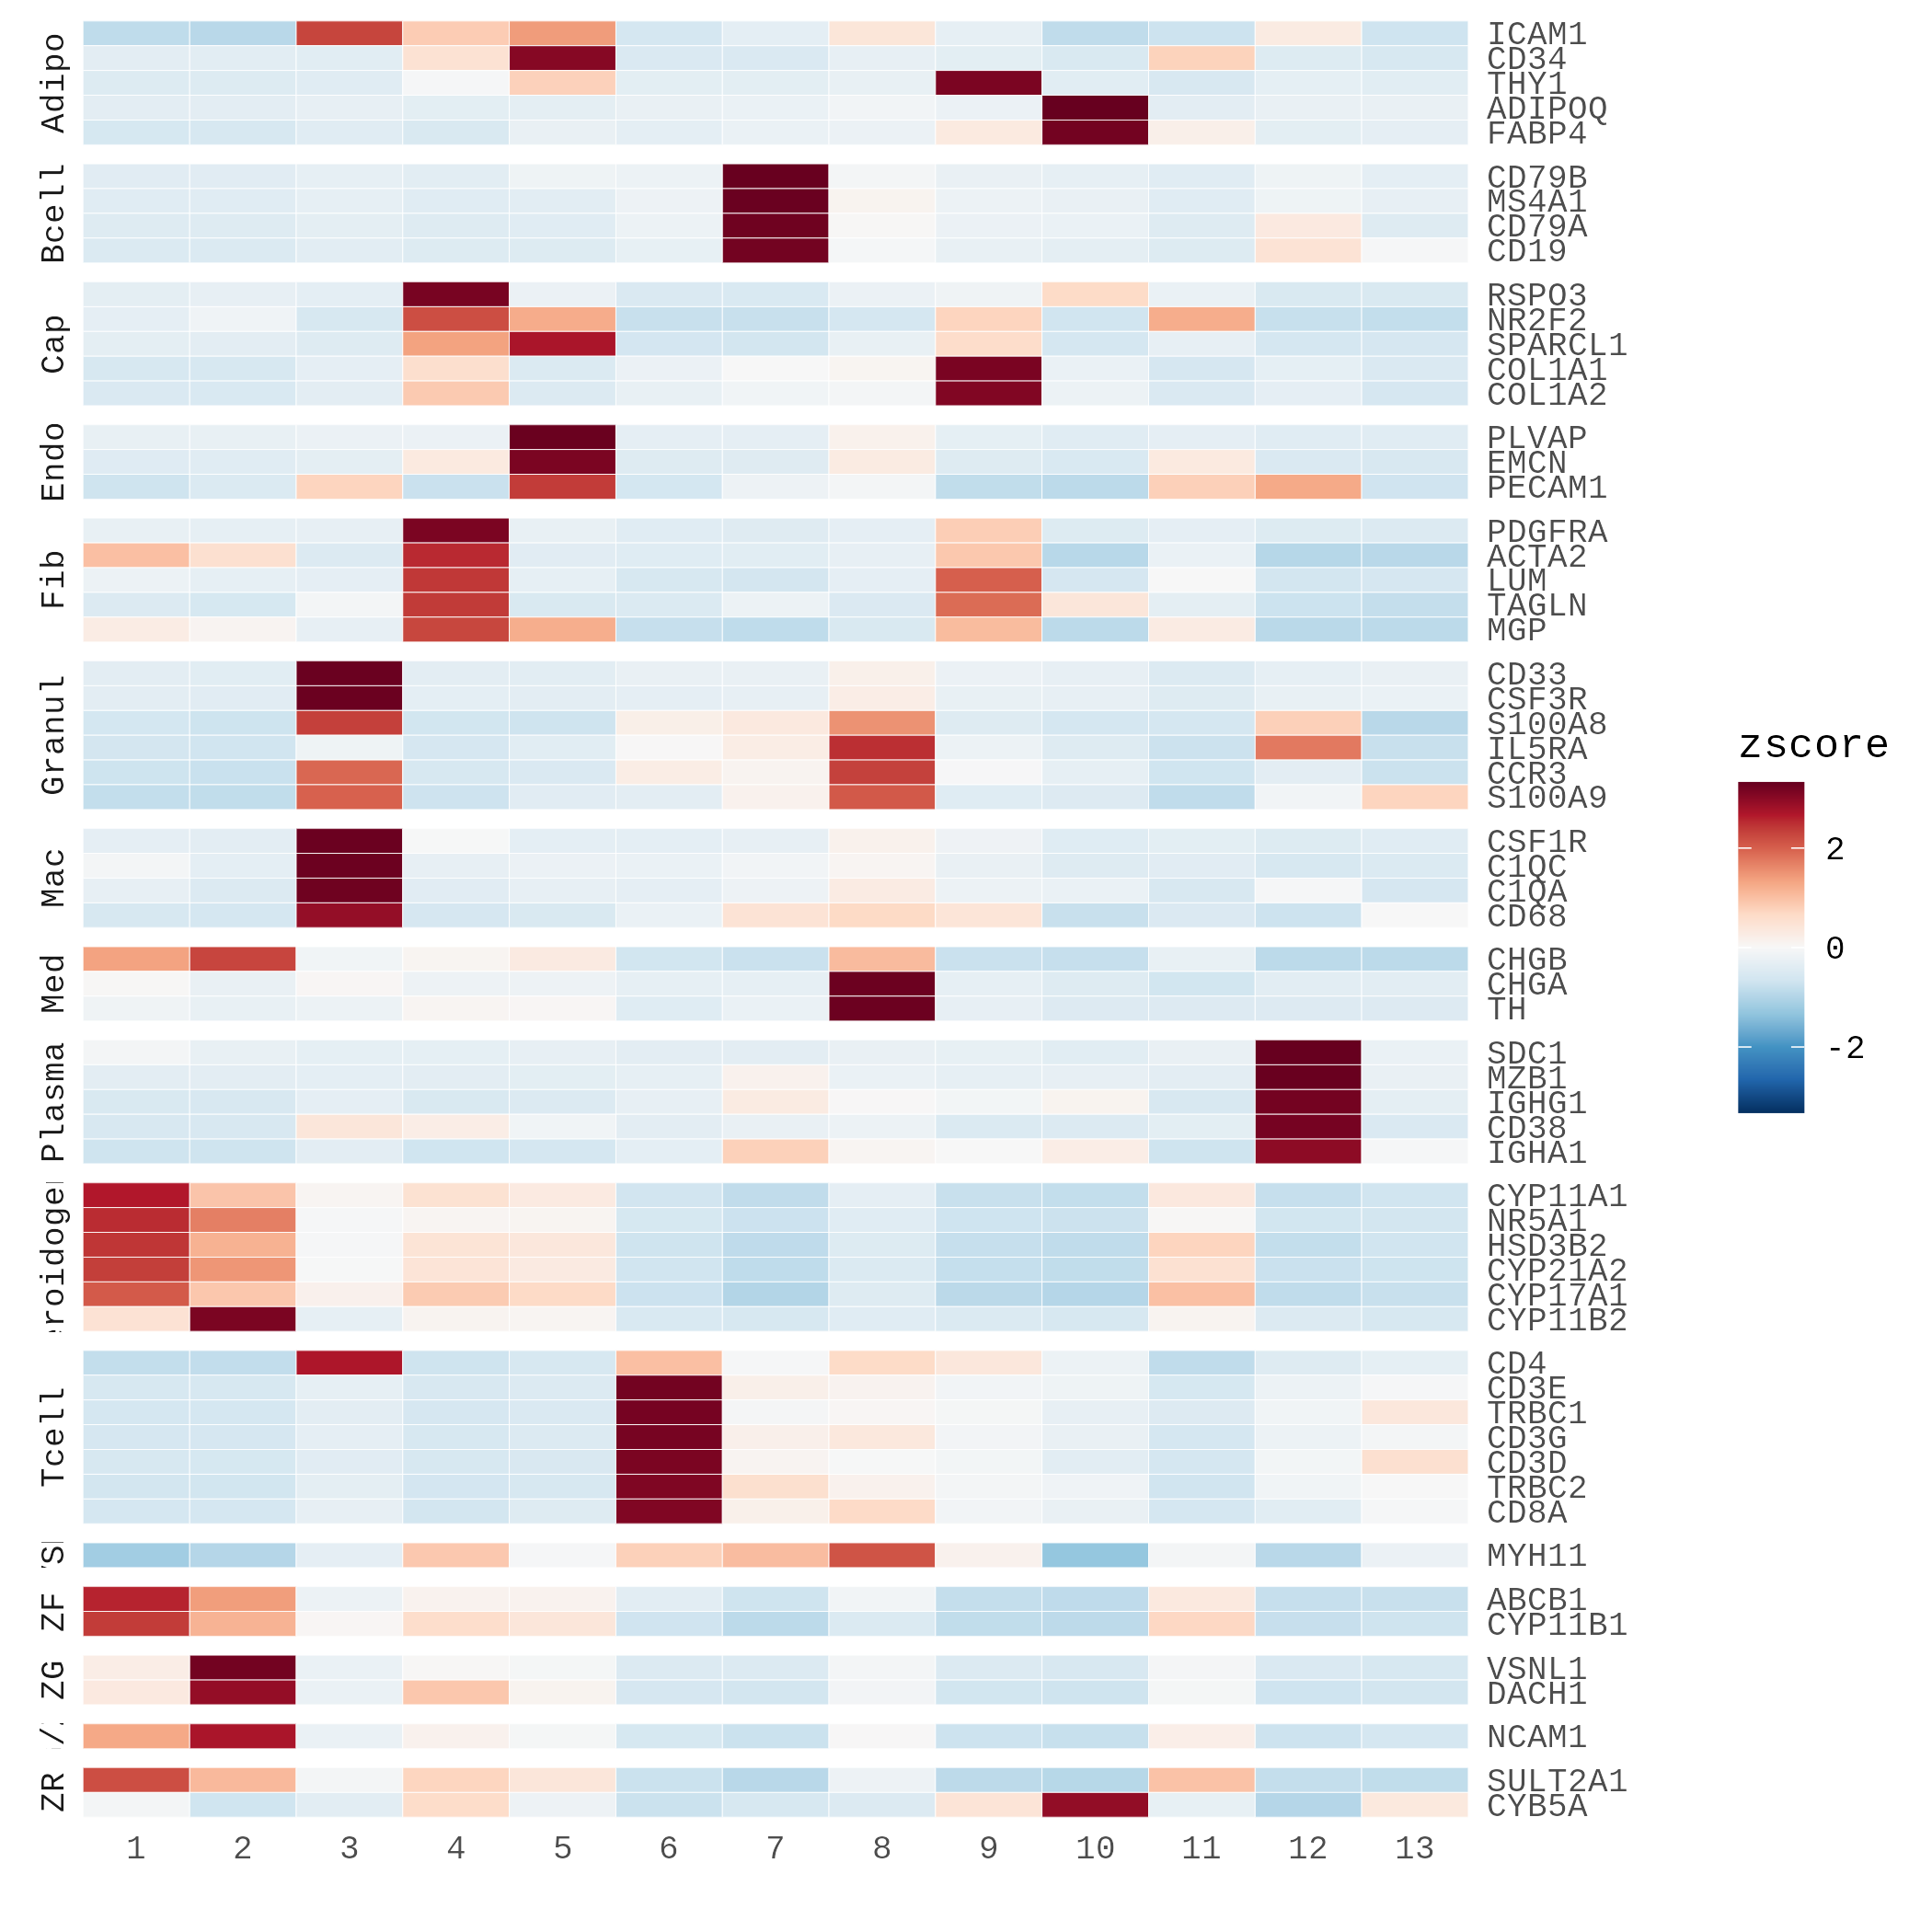 Adipo
ICAM1
CD34
THY1
ADIPOQ
FABP4
Bcell
CD79B
MS4A1
CD79A
CD19
Cap
RSPO3
NR2F2
SPARCL1
COL1A1
COL1A2
Endo
PLVAP
EMCN
PECAM1
Fib
PDGFRA
ACTA2
LUM
TAGLN
MGP
Granul
CD33
CSF3R
S100A8
IL5RA
CCR3
S100A9
Mac
CSF1R
C1QC
C1QA
CD68
Med
CHGB
CHGA
TH
Plasma
SDC1
MZB1
IGHG1
CD38
IGHA1
eroidoge
CYP11A1
NR5A1
HSD3B2
CYP21A2
CYP17A1
CYP11B2
Tcell
CD4
CD3E
TRBC1
CD3G
CD3D
TRBC2
CD8A
MYH11
ZF
ABCB1
CYP11B1
ZG
VSNL1
DACH1
/
NCAM1
ZR
SULT2A1
CYB5A
1 2 3 4 5 6 7 8 9 10 11 12 13
zscore
2
0
-2